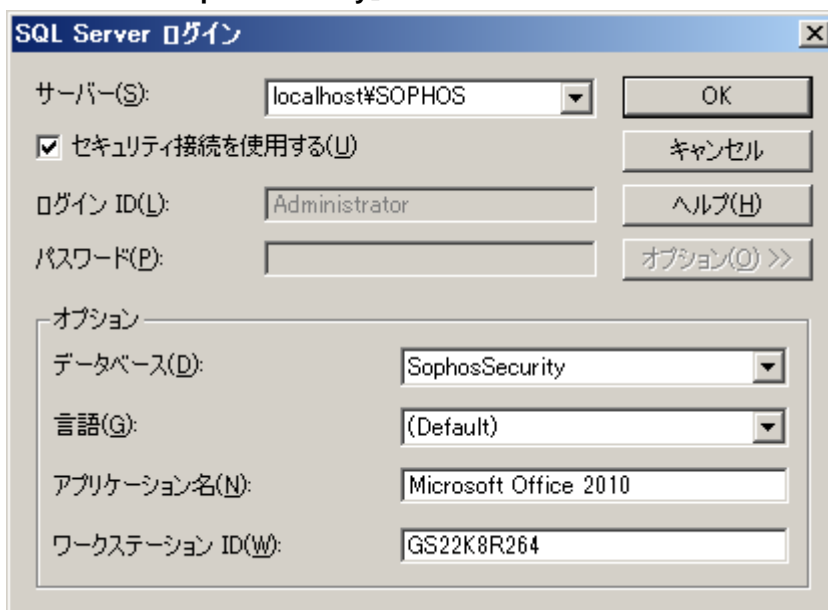 SQL Server ログイン
サーバー(S):
localhost¥SOPHOS
OK
セキュリティ接続を使用する(U)
キャンセル
ログイン ID(L):
Administrator
ヘルプ(H)
パスワード(P):
オプション(O) >>
オプション
データベース(D):
SophosSecurity
言語(G):
(Default)
アプリケーション名(N):
Microsoft Office 2010
ワークステーション ID(W):
GS22K8R264